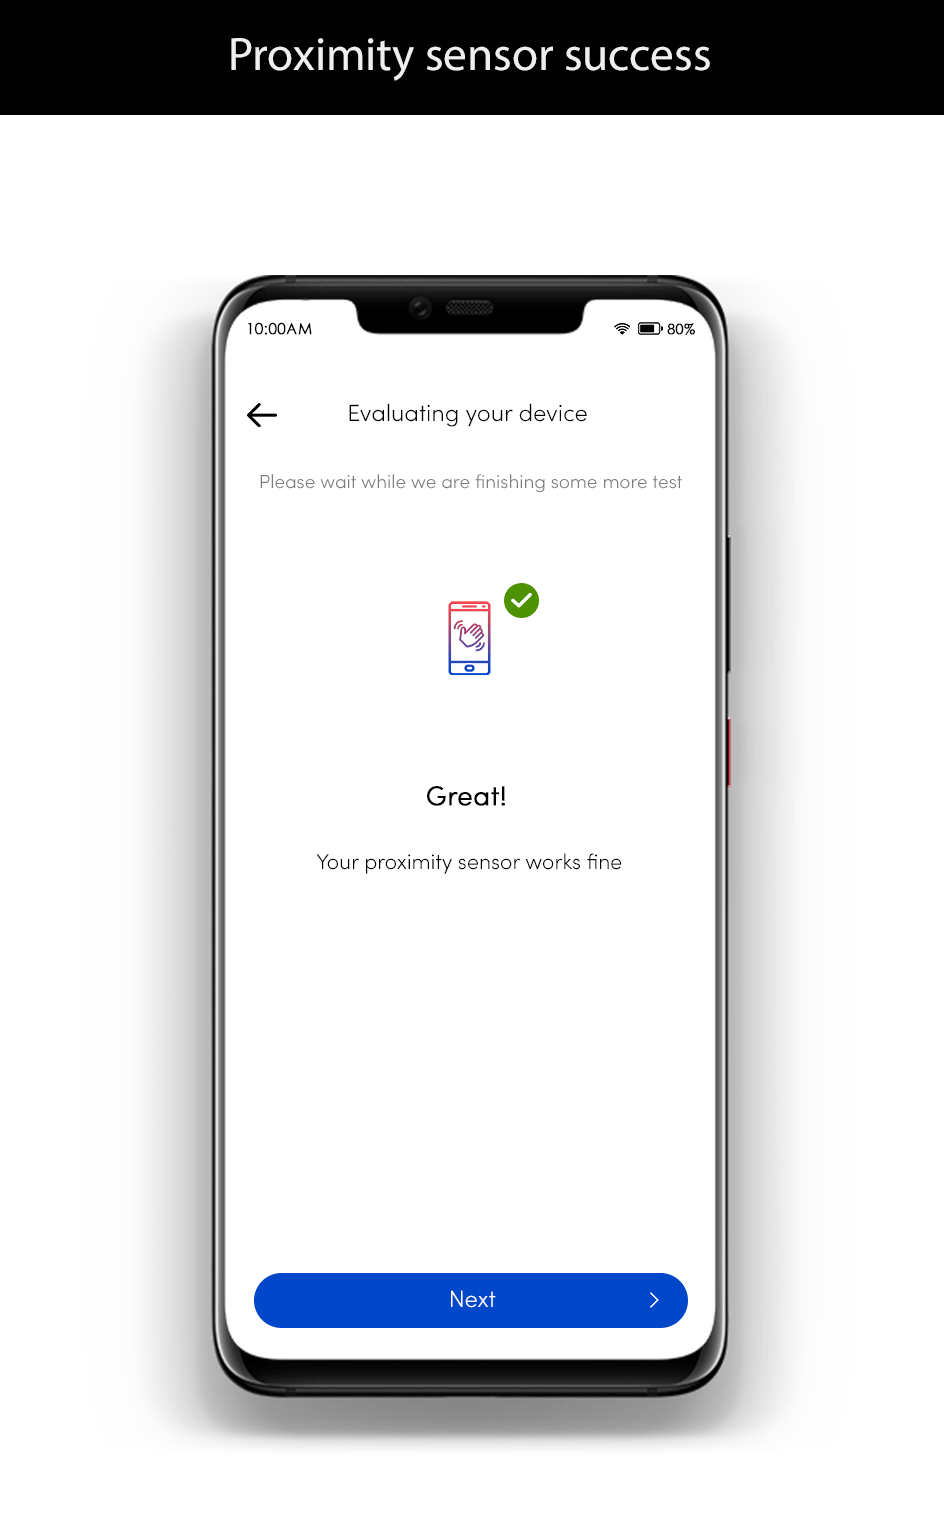 Proximity sensor success
10:00AM
80%
Evaluating your device
Please wait while we are finishing some more test
Great!
Your proximity sensor works fine
Next